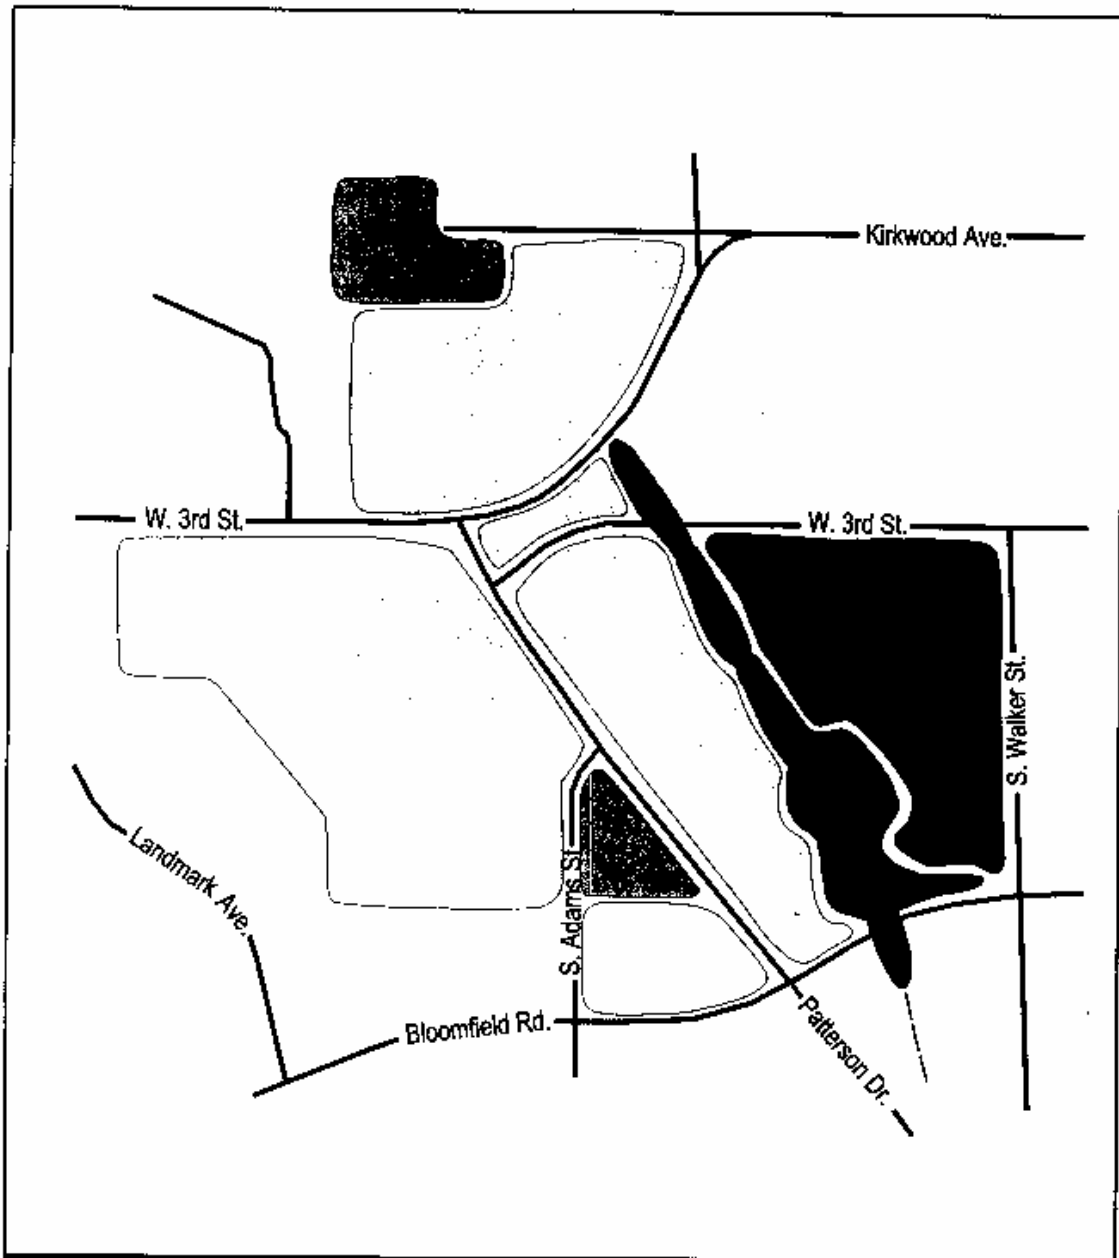 Kirkwood Ave.
W. 3rd St.
W. 3rd St.
S. Walker St.
Landmark Ave.
S. Adams St
Bloomfield Rd.
Patterson Dr.